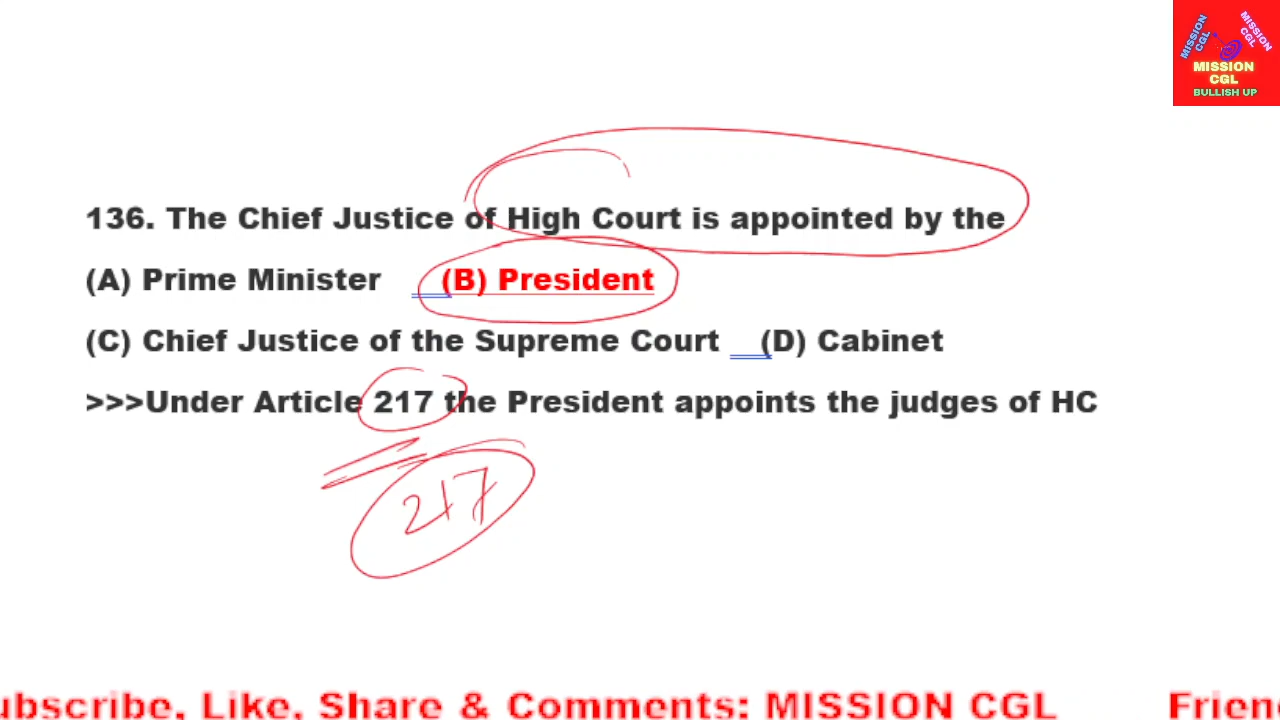 MISSION CGL
MISSION CGL
MISSION
CGL
BULLISH UP
136. The Chief Justice of High Court is appointed by the
(A) Prime Minister (B) President
(C) Chief Justice of the Supreme Court (D) Cabinet
>>>Under Article 217 the President appoints the judges of HC
217
ubscribe, Like, Share & Comments: MISSION CGL Frien